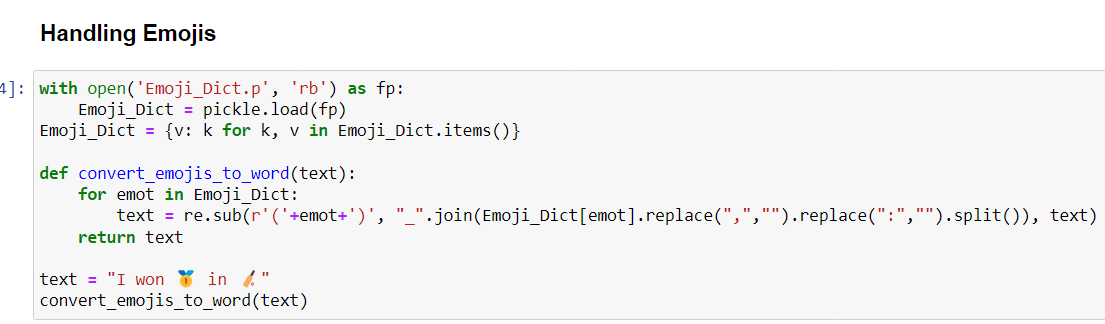 Handling Emojis
4]: with open('Emoji_Dict.p', 'rb') as fp:
    Emoji_Dict = pickle.load(fp)
Emoji_Dict = {v: k for k, v in Emoji_Dict.items()}
def convert_emojis_to_word(text):
    for emot in Emoji_Dict:
        text = re.sub(r'('+emot+')', "_".join(Emoji_Dict[emot].replace(",","").replace(":","").split()), text)
    return text
text = "I won 🥇 in 🏏"
convert_emojis_to_word(text)